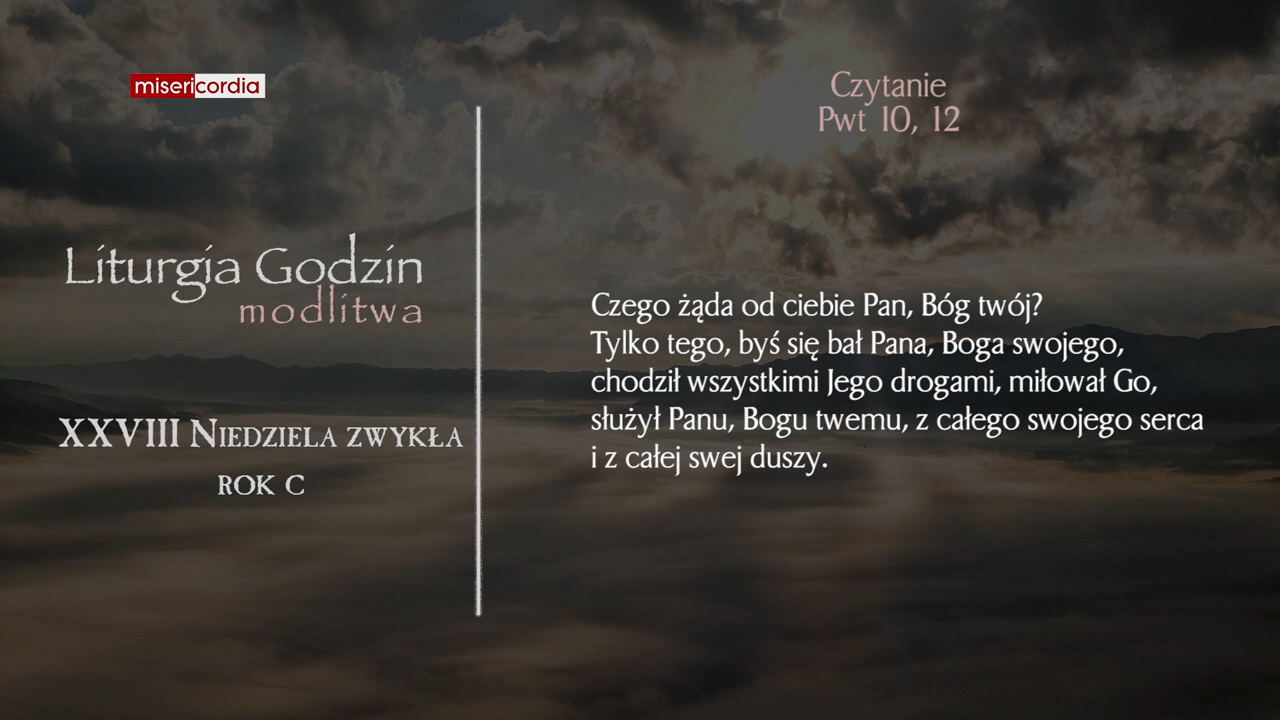 misericordia
Liturgia Godzin
modlitwa
XXVIII Niedziela zwykła
rok C
Czytanie
Pwt 10, 12
Czego żąda od ciebie Pan, Bóg twój?
Tylko tego, byś się bał Pana, Boga swojego,
chodził wszystkimi Jego drogami, miłował Go,
służył Panu, Bogu twemu, z całego swojego serca
i z całej swej duszy.